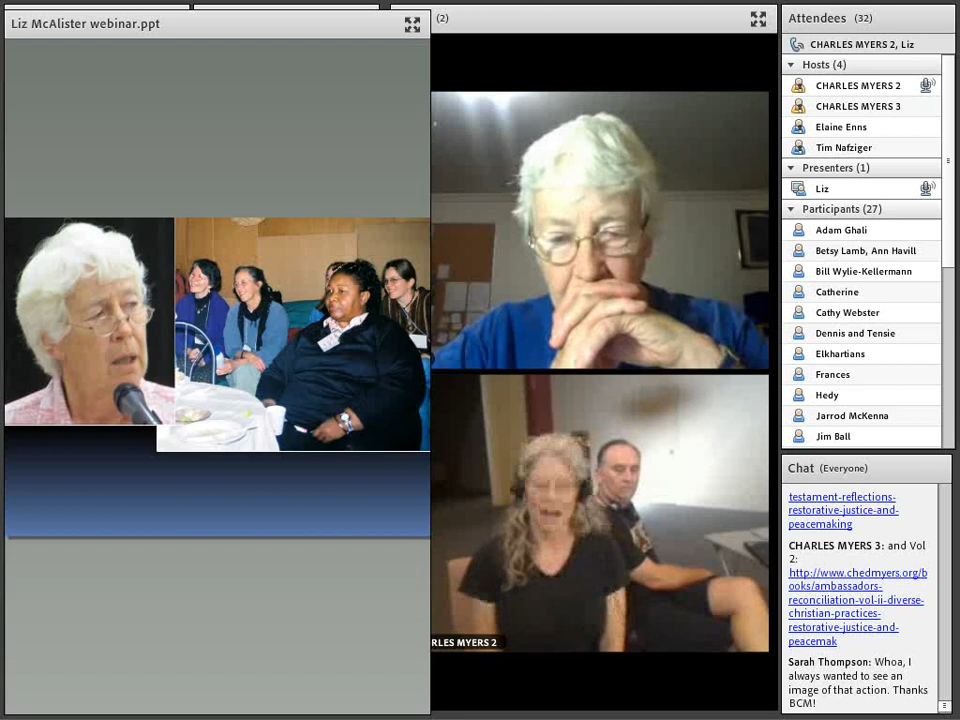 Liz McAlister webinar.ppt
(2)
RLES MYERS 2
Attendees (32)
CHARLES MYERS 2, Liz
Hosts (4)
CHARLES MYERS 2
CHARLES MYERS 3
Elaine Enns
Tim Nafziger
Presenters (1)
Liz
Participants (27)
Adam Ghali
Betsy Lamb, Ann Havill
Bill Wylie-Kellermann
Catherine
Cathy Webster
Dennis and Tensie
Elkhartians
Frances
Hedy
Jarrod McKenna
Jim Ball
Chat (Everyone)
testament-reflections-
restorative-justice-and-
peacemaking
CHARLES MYERS 3: and Vol
2:
http://www.chedmyers.org/b
ooks/ambassadors-
reconciliation-vol-ii-diverse-
christian-practices-
restorative-justice-and-
peacemak
Sarah Thompson: Whoa, I
always wanted to see an
image of that action. Thanks
BCM!